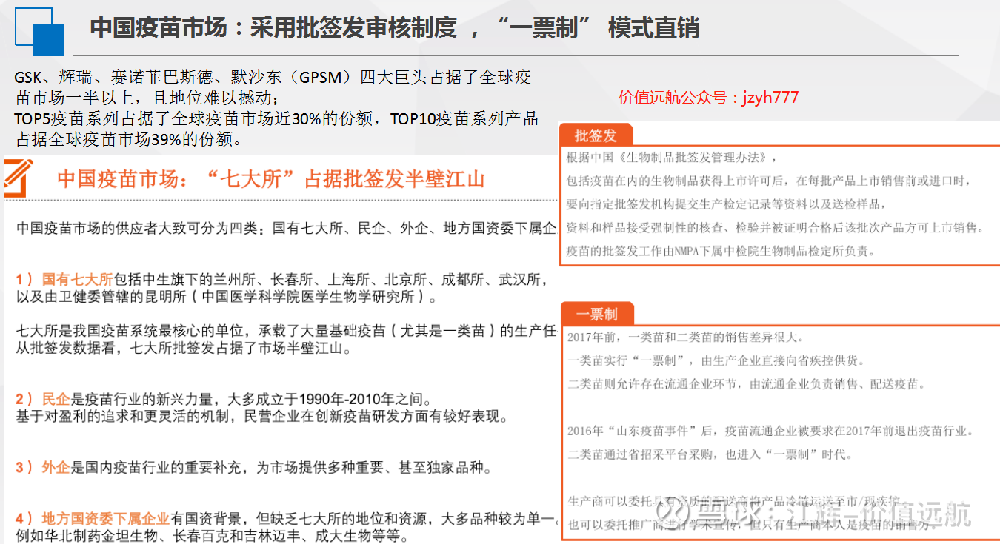 中国疫苗市场：采用批签发审核制度 ，“一票制” 模式直销
GSK、辉瑞、赛诺菲巴斯德、默沙东（GPSM）四大巨头占据了全球疫
苗市场一半以上，且地位难以撼动；
TOP5疫苗系列占据了全球疫苗市场近30%的份额，TOP10疫苗系列产品
占据全球疫苗市场39%的份额。
价值远航公众号：jzyh777
中国疫苗市场：“七大所”占据批签发半壁江山
中国疫苗市场的供应者大致可分为四类：国有七大所、民企、外企、地方国资委下属企
1） 国有七大所包括中生旗下的兰州所、长春所、上海所、北京所、成都所、武汉所，
以及由卫健委管辖的昆明所（中国医学科学院医学生物学研究所）。
七大所是我国疫苗系统最核心的单位，承载了大量基础疫苗（尤其是一类苗）的生产任
从批签发数据看，七大所批签发占据了市场半壁江山。
2） 民企是疫苗行业的新兴力量，大多成立于1990年-2010年之间。
基于对盈利的追求和更灵活的机制，民营企业在创新疫苗研发方面有较好表现。
3） 外企是国内疫苗行业的重要补充，为市场提供多种重要、甚至独家品种。
4） 地方国资委下属企业有国资背景，但缺乏七大所的地位和资源，大多品种较为单一。
例如华北制药金坦生物、长春百克和吉林迈丰、成大生物等等。
批签发
根据中国《生物制品批签发管理办法》，
包括疫苗在内的生物制品获得上市许可后，在每批产品上市销售前或进口时，
要向指定批签发机构提交生产检定记录等资料以及送检样品，
资料和样品接受强制性的核查、检验并被证明合格后该批次产品方可上市销售。
疫苗的批签发工作由NMPA下属中检院生物制品检定所负责。
一票制
2017年前，一类苗和二类苗的销售差异很大。
一类苗实行“一票制”，由生产企业直接向省疾控供货。
二类苗则允许存在流通企业环节，由流通企业负责销售、配送疫苗。
2016年“山东疫苗事件”后，疫苗流通企业被要求在2017年前退出疫苗行业。
二类苗通过省招采平台采购，也进入“一票制”时代。
生产商可以委托具有资质的配送商将产品冷链运送至市/县疾控，
也可以委托推广商进行学术宣传，但只有生产商本人是疫苗的销售方。
雪球：江辉-价值远航